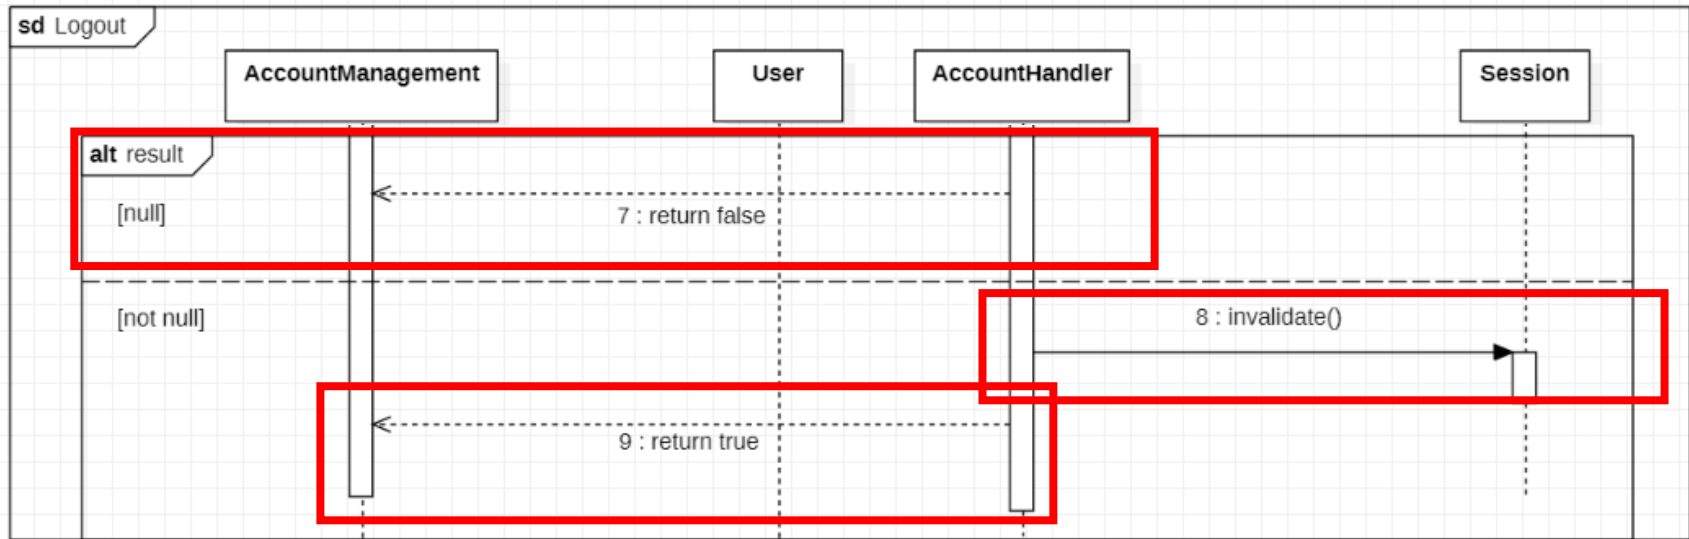 sd Logout
AccountManagement
User
AccountHandler
Session
alt result
[null]
7 : return false
[not null]
8 : invalidate()
9 : return true